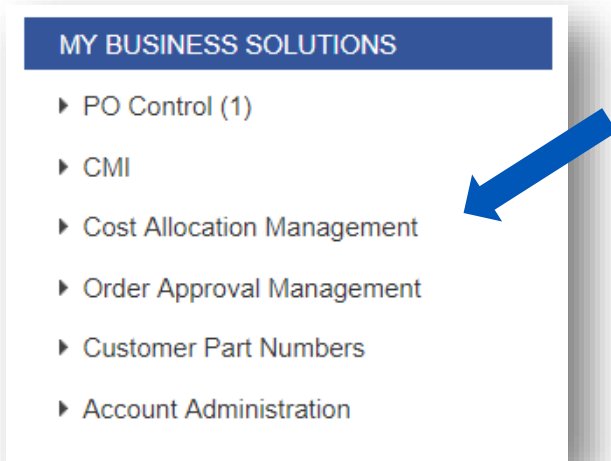 MY BUSINESS SOLUTIONS
PO Control (1)
CMI
Cost Allocation Management
Order Approval Management
Customer Part Numbers
Account Administration